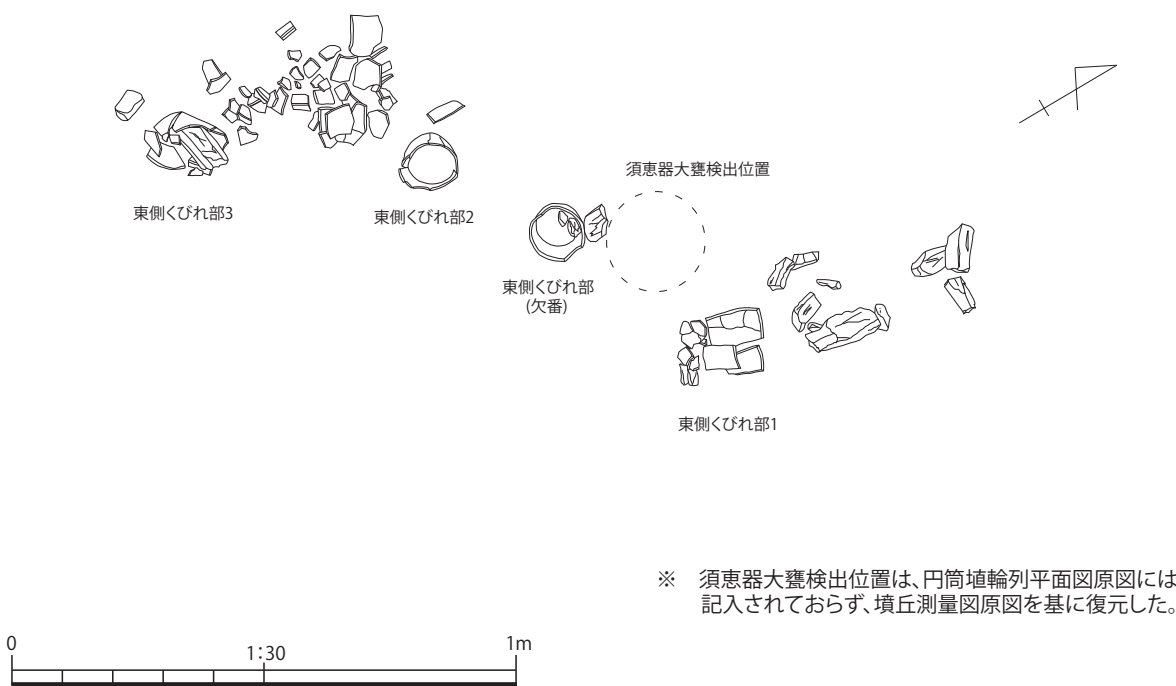 須恵器大甕検出位置
東側くびれ部3
東側くびれ部2
東側くびれ部
(欠番)
東側くびれ部1
※ 須恵器大甕検出位置は、円筒埴輪列平面図原図には
記入されておらず、墳丘測量図原図を基に復元した。
0
1:30
1m